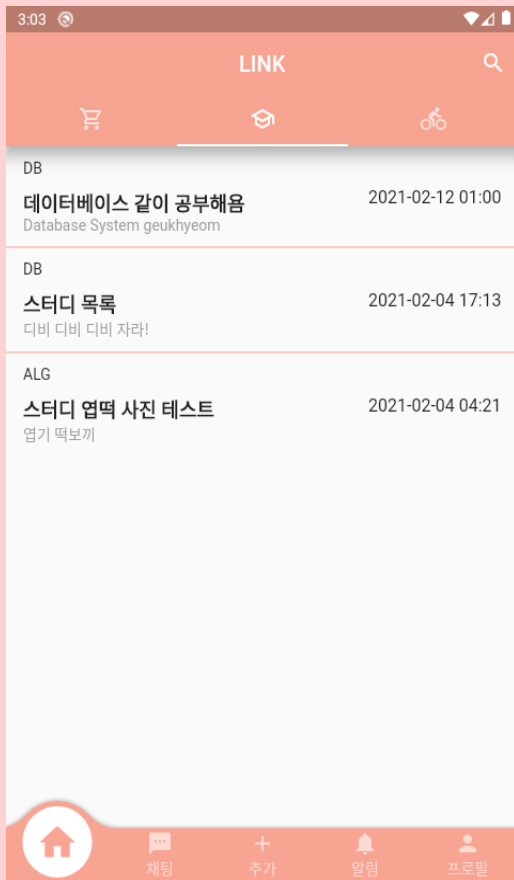 3:03
LINK
DB
데이터베이스 같이 공부해욤
2021-02-12 01:00
Database System geukhyeom
DB
스터디 목록
2021-02-04 17:13
디비 디비 디비 자라!
ALG
스터디 엽떡 사진 테스트
2021-02-04 04:21
엽기 떡보끼
채팅
추가
알림
프로필